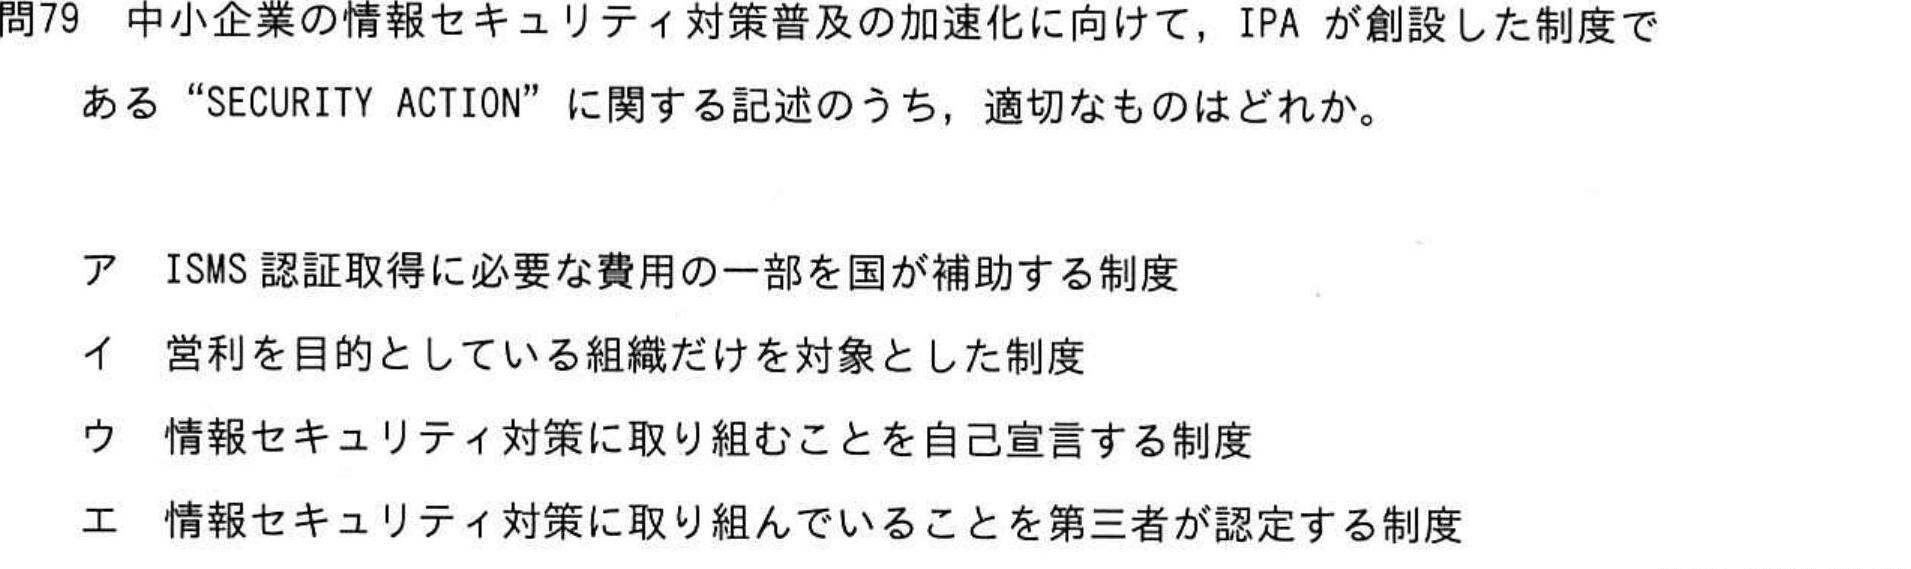 問79 中小企業の情報セキュリティ対策普及の加速化に向けて，IPA が創設した制度で
ある“SECURITY ACTION”に関する記述のうち，適切なものはどれか。
ア ISMS 認証取得に必要な費用の一部を国が補助する制度
イ 営利を目的としている組織だけを対象とした制度
ウ 情報セキュリティ対策に取り組むことを自己宣言する制度
エ 情報セキュリティ対策に取り組んでいることを第三者が認定する制度